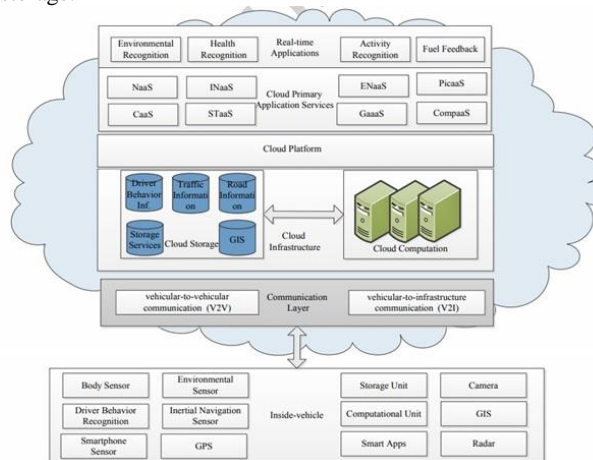 Environmental
Recognition
Health
Recognition
Real-time
Applications
Activity
Recognition
Fuel Feedback
NaaS
INaaS
Cloud Primary
Application Services
ENaaS
PicaaS
CaaS
STaaS
GaaaS
CompaaS
Cloud Platform
Driver
Behavior
Inf.
Traffic
Informati
on
Road
Informati
on
Storage
Services
Cloud Storage
GIS
Cloud
Infrastructure
Cloud Computation
vehicular-to-vehicular
communication (V2V)
Communication
Layer
vehicular-to-infrastructure
communication (V2I)
Body Sensor
Environmental
Sensor
Storage Unit
Camera
Driver Behavior
Recognition
Inertial Navigation
Sensor
Inside-vehicle
Computational Unit
GIS
Smartphone
Sensor
GPS
Smart Apps
Radar